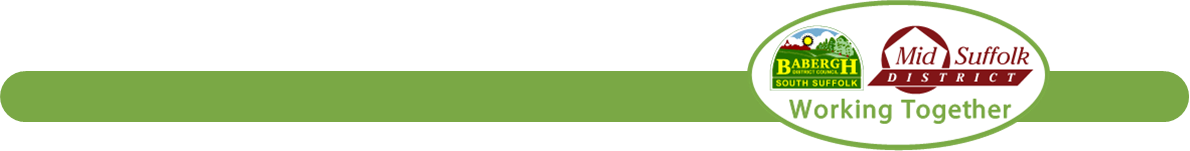 BABERGH
DISTRICT COUNCIL
SOUTH SUFFOLK
Mid Suffolk
DISTRICT
Working Together